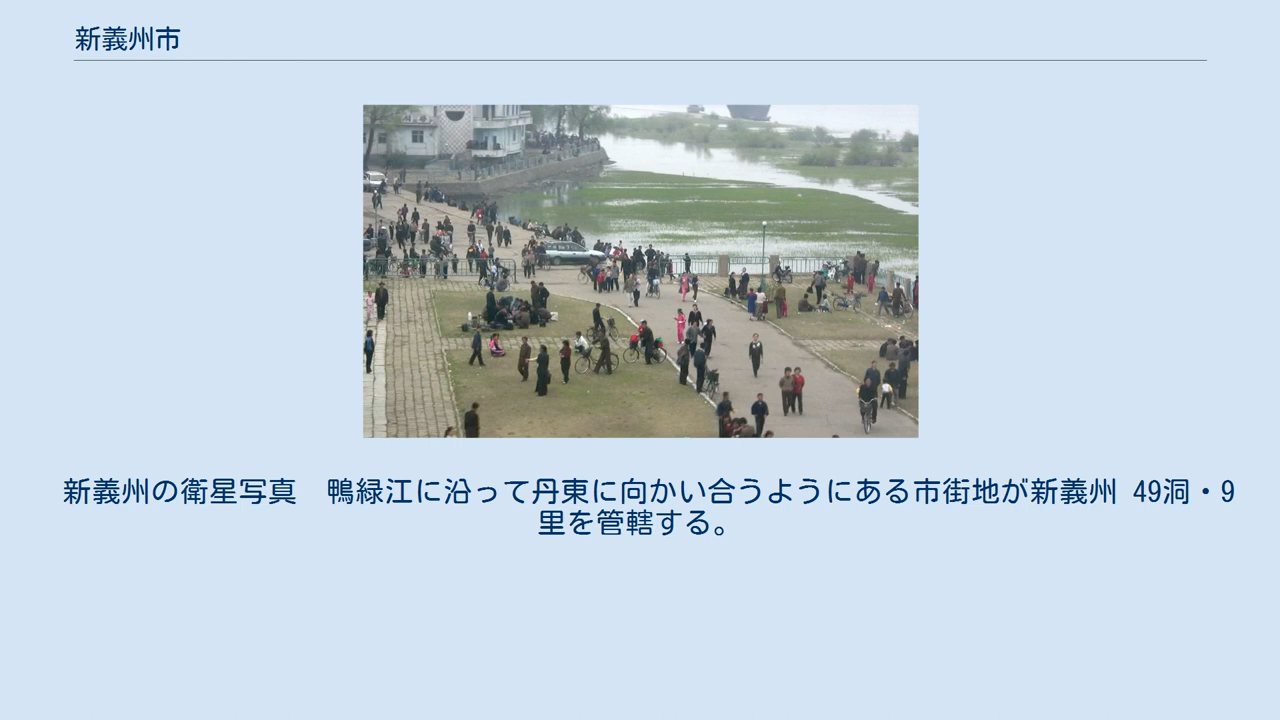 新義州市
新義州の衛星写真　鴨緑江に沿って丹東に向かい合うようにある市街地が新義州 49洞・9
里を管轄する。